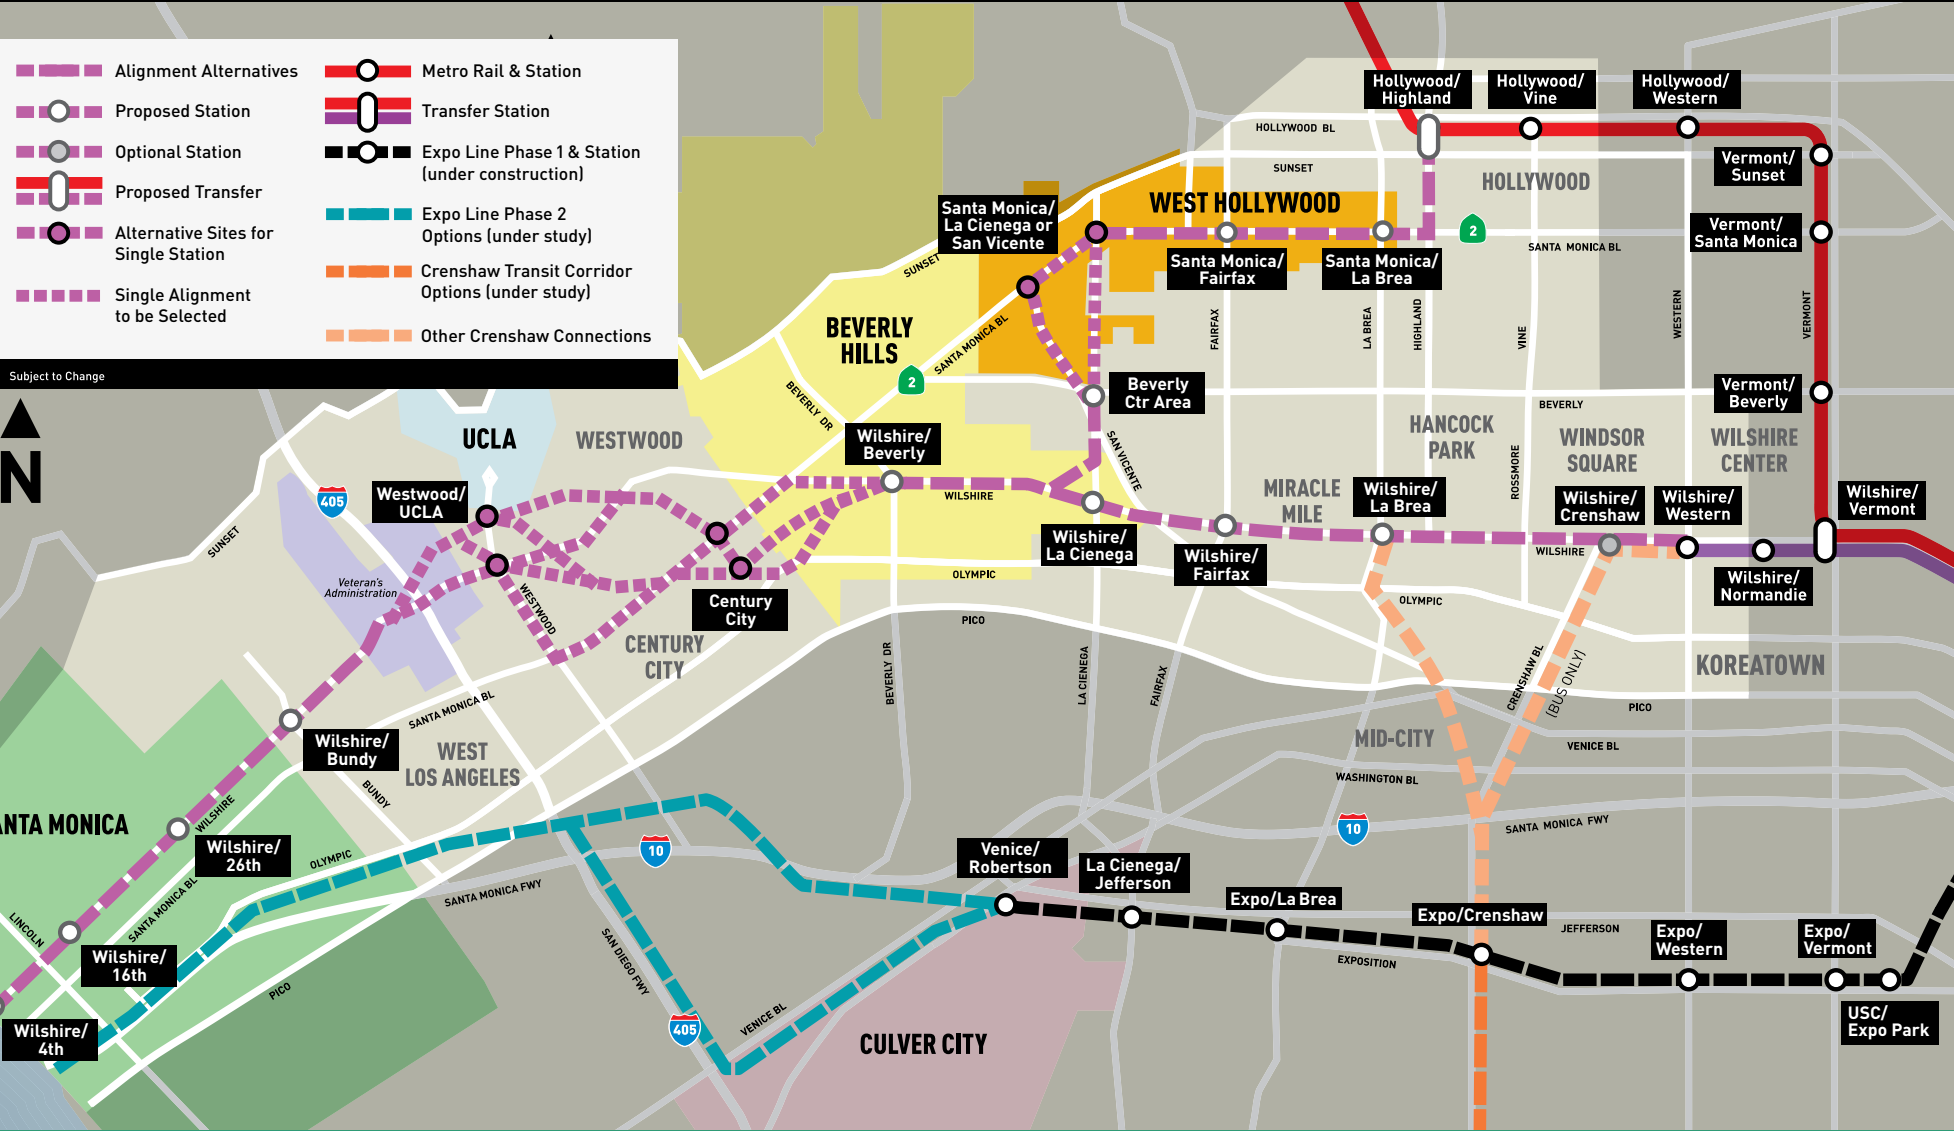 Alignment Alternatives
Proposed Station
Optional Station
Proposed Transfer
Alternative Sites for
Single Station
Single Alignment
to be Selected
Metro Rail & Station
Transfer Station
Expo Line Phase 1 & Station
(under construction)
Expo Line Phase 2
Options (under study)
Crenshaw Transit Corridor
Options (under study)
Other Crenshaw Connections
Subject to Change
N
Hollywood/
Highland
Hollywood/
Vine
Hollywood/
Western
HOLLYWOOD BL
SUNSET
HOLLYWOOD
Vermont/
Sunset
Vermont/
Santa Monica
Santa Monica/
La Cienega or
San Vicente
WEST HOLLYWOOD
2
SANTA MONICA BL
Santa Monica/
Fairfax
Santa Monica/
La Brea
SUNSET
BEVERLY
HILLS
SANTA MONICA BL
2
FAIRFAX
LA BREA
HIGHLAND
VINE
WESTERN
VERMONT
Beverly
Ctr Area
BEVERLY DR
BEVERLY
Vermont/
Beverly
UCLA
WESTWOOD
Wilshire/
Beverly
SAN VICENTE
HANCOCK
PARK
WINDSOR
SQUARE
WILSHIRE
CENTER
ROSSMORE
405
Westwood/
UCLA
WILSHIRE
MIRACLE
MILE
Wilshire/
La Brea
Wilshire/
Crenshaw
Wilshire/
Western
Wilshire/
Vermont
SUNSET
Wilshire/
La Cienega
Wilshire/
Fairfax
WILSHIRE
Wilshire/
Normandie
Veteran's
Administration
WESTWOOD
Century
City
OLYMPIC
OLYMPIC
PICO
CENTURY
CITY
BEVERLY DR
LA CIENEGA
FAIRFAX
CRENSHAW BL
(BUS ONLY)
KOREATOWN
PICO
SANTA MONICA BL
Wilshire/
Bundy
WEST
LOS ANGELES
BUNDY
MID-CITY
VENICE BL
WASHINGTON BL
10
SANTA MONICA FWY
ANTA MONICA
WILSHIRE
Wilshire/
26th
OLYMPIC
10
SANTA MONICA FWY
Venice/
Robertson
La Cienega/
Jefferson
Expo/La Brea
Expo/Crenshaw
JEFFERSON
Expo/
Western
Expo/
Vermont
SANTA MONICA BL
LINCOLN
Wilshire/
16th
PICO
SAN DIEGO FWY
EXPOSITION
USC/
Expo Park
Wilshire/
4th
405
VENICE BL
CULVER CITY